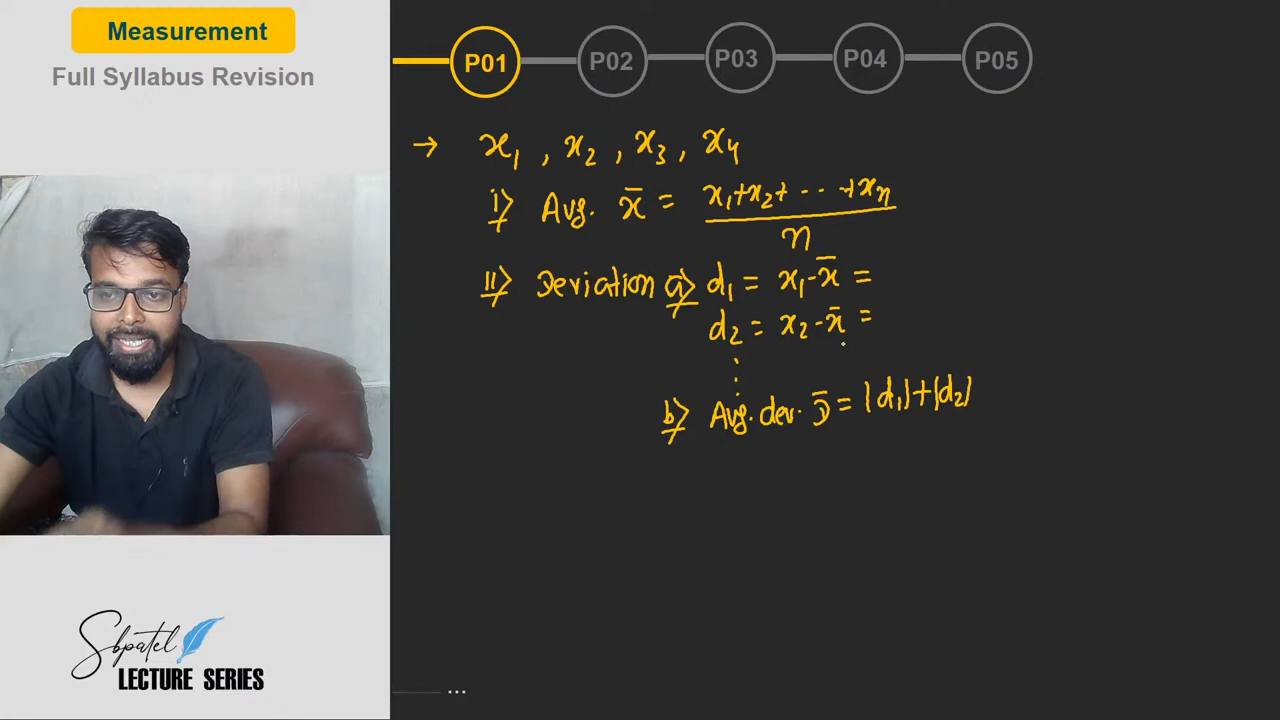 Measurement
Full Syllabus Revision
P01 P02 P03 P04 P05
→ x₁, x₂, x₃, x₄
i) Avg. x̄ = (x₁+x₂+ ... +xₙ) / n
ii) Deviation a) d₁ = x₁-x̄ =
d₂ = x₂-x̄ =
⋮
b) Avg. dev. D̄ = |d₁|+|d₂|
Sbpatel
LECTURE SERIES
...